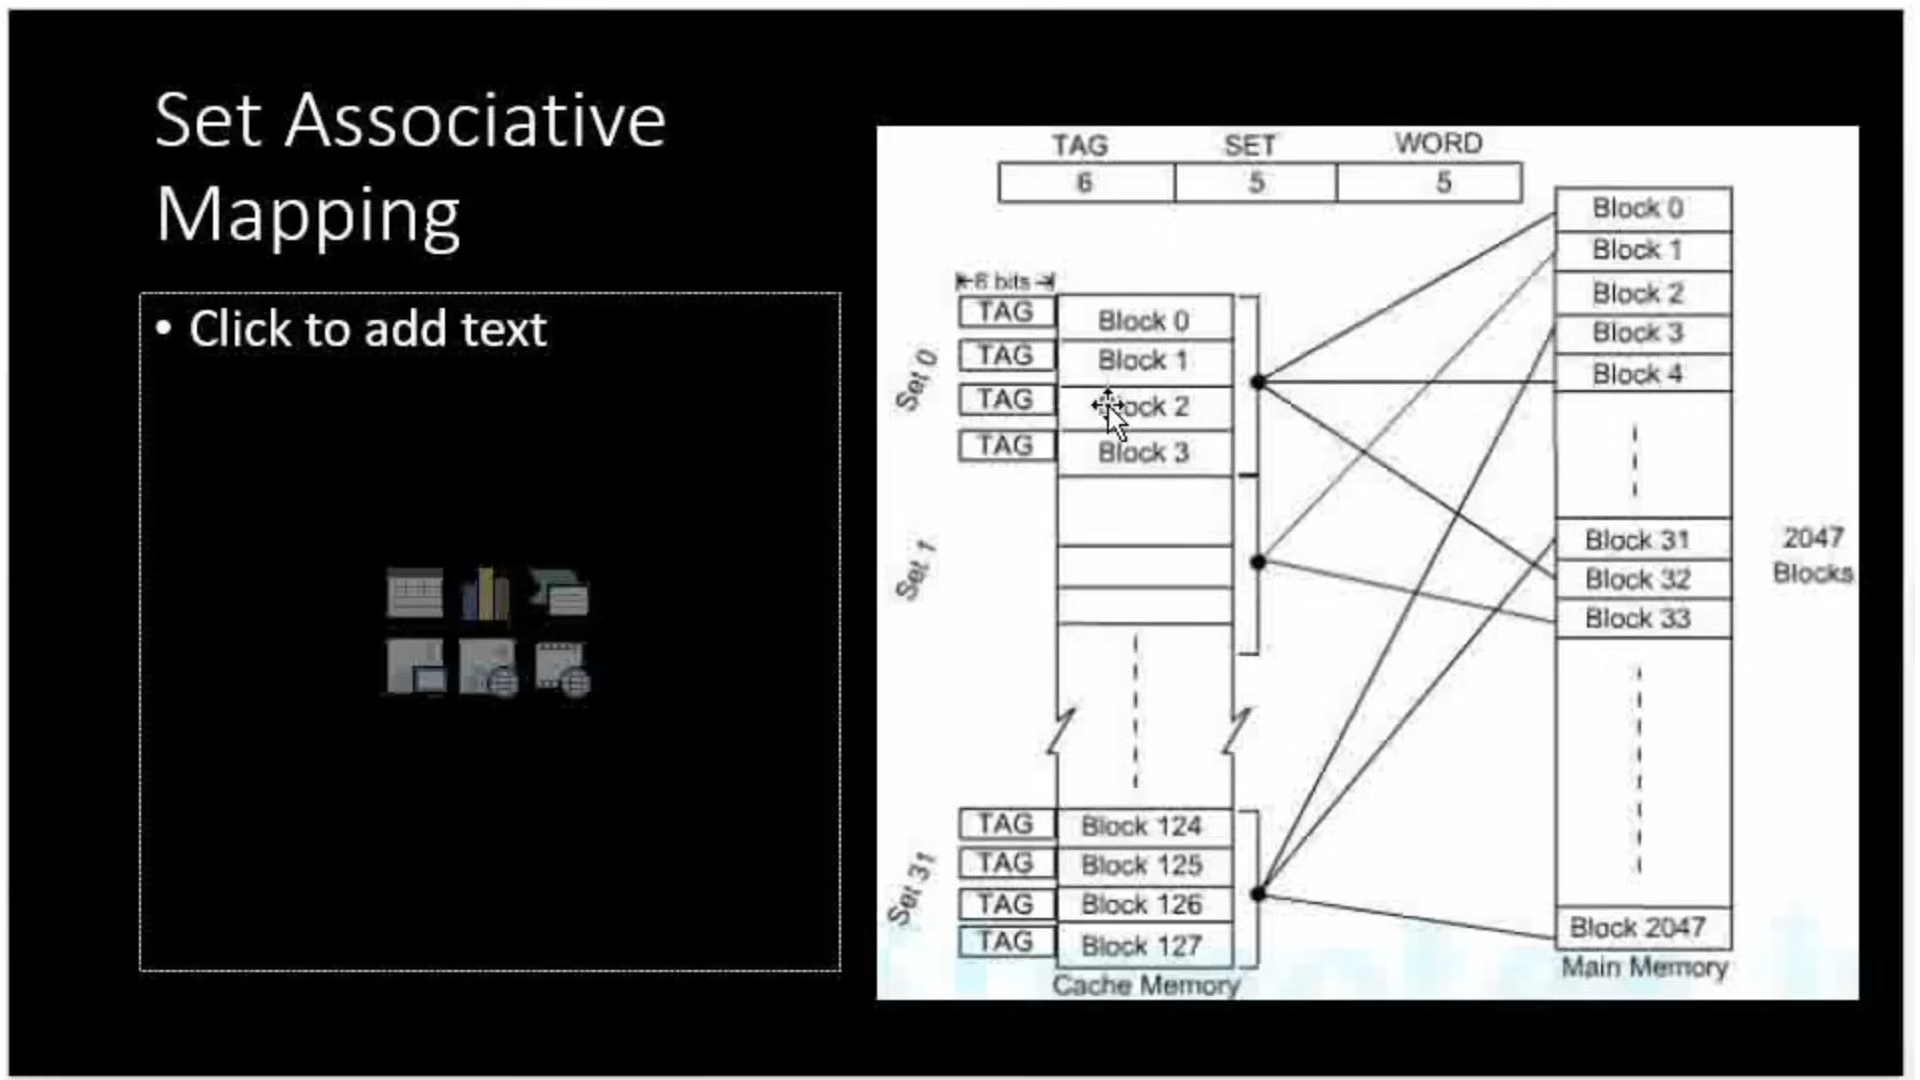 Set Associative
Mapping
• Click to add text
TAG SET WORD
6 5 5
6 bits
Set 0
TAG Block 0
TAG Block 1
TAG ock 2
TAG Block 3
Set 1
Set 31
TAG Block 124
TAG Block 125
TAG Block 126
TAG Block 127
Cache Memory
Block 0
Block 1
Block 2
Block 3
Block 4
Block 31
Block 32
Block 33
Block 2047
Main Memory
2047
Blocks